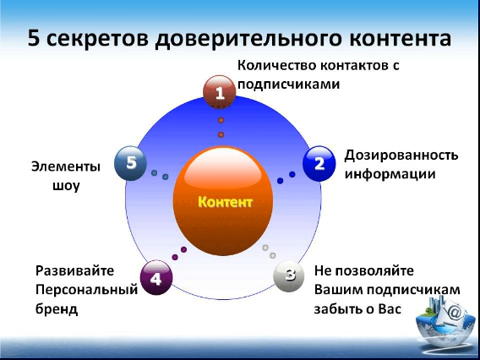 5 секретов доверительного контента
1
Количество контактов с
подписчиками
2
Дозированность
информации
3
Не позволяйте
Вашим подписчикам
забыть о Вас
4
Развивайте
Персональный
бренд
5
Элементы
шоу
Контент
@